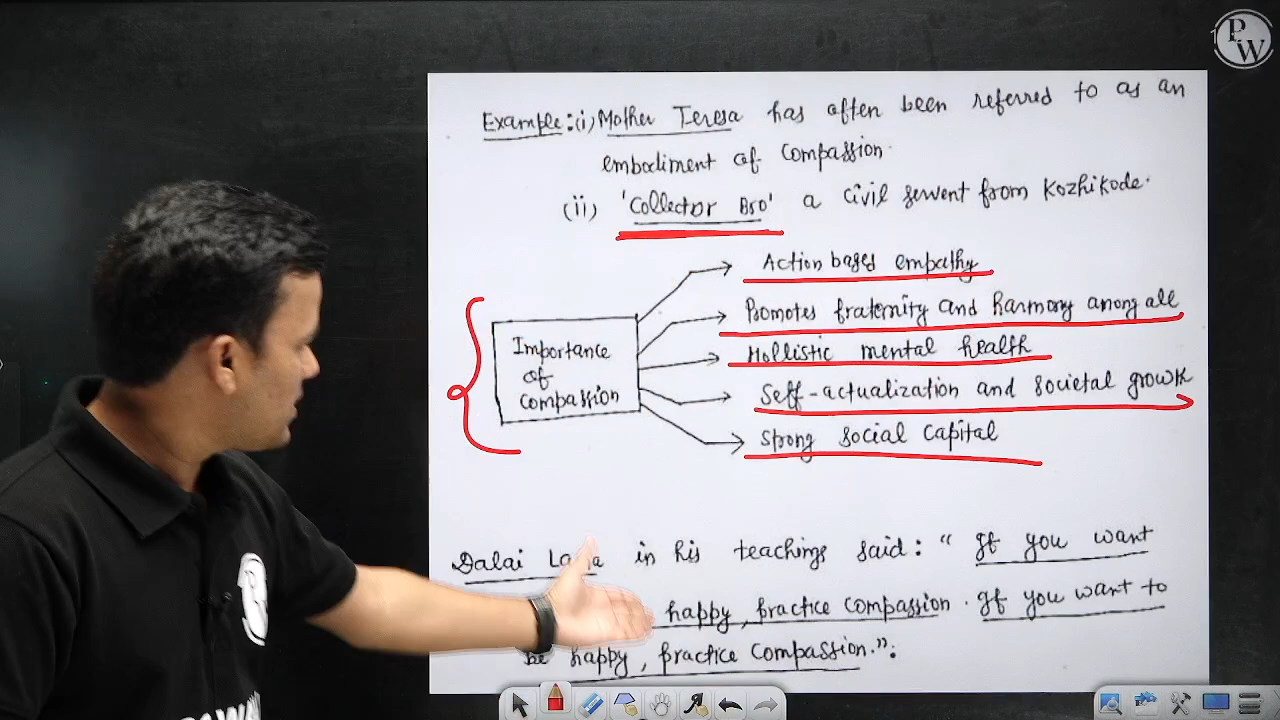 PW
Example:(i) Mother Teresa has often been referred to as an
embodiment of Compassion.
(ii) 'Collector Bro' a civil servent from Kozhikode.
Action bases empathy
Promotes fraternity and harmony among all
Importance
of
Compassion
Hollistic mental health
Self-actualization and societal growth
Strong Social Capital
Dalai La a in his teachings said: "If you want
happy, practice Compassion. If you want to
be happy, practice Compassion.".